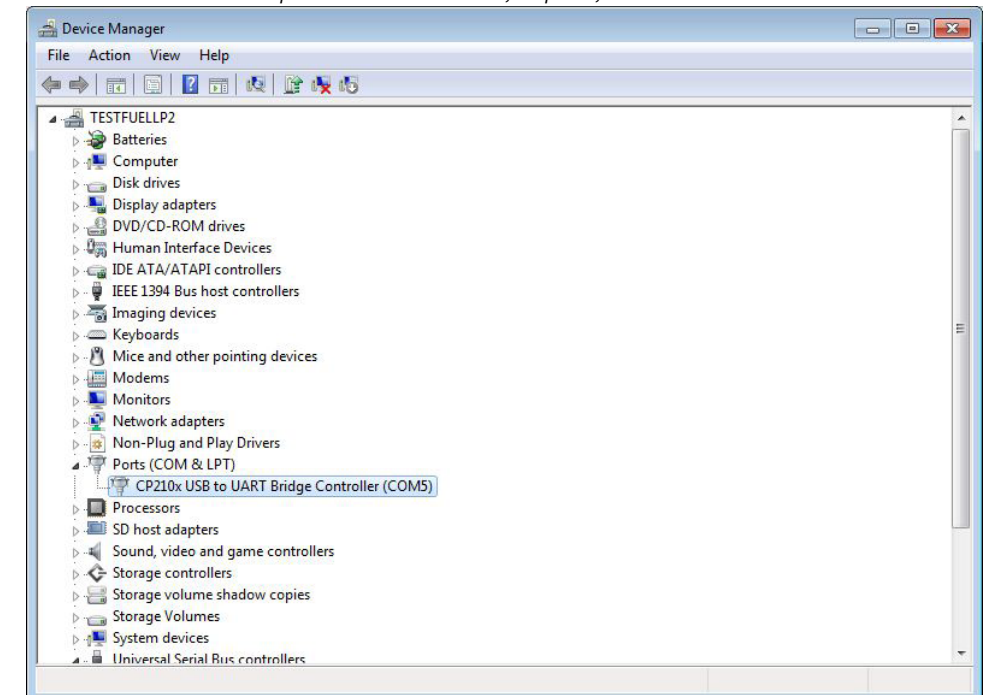 Device Manager
File Action View Help
TESTFUELLP2
Batteries
Computer
Disk drives
Display adapters
DVD/CD-ROM drives
Human Interface Devices
IDE ATA/ATAPI controllers
IEEE 1394 Bus host controllers
Imaging devices
Keyboards
Mice and other pointing devices
Modems
Monitors
Network adapters
Non-Plug and Play Drivers
Ports (COM & LPT)
CP210x USB to UART Bridge Controller (COM5)
Processors
SD host adapters
Sound, video and game controllers
Storage controllers
Storage volume shadow copies
Storage Volumes
System devices
Universal Serial Bus controllers